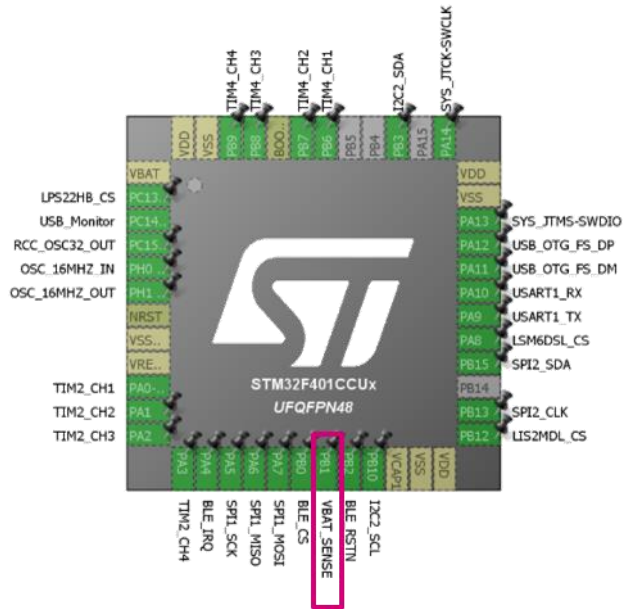 TIM4_CH4
TIM4_CH3
TIM4_CH2
TIM4_CH1
I2C2_SDA
SYS_JTCK-SWCLK
VDD
VSS
PB9
PB8
BOO..
PB7
PB6
PB5
PB4
PB3
PA15
PA14
VBAT
LPS22HB_CS PC13..
USB_Monitor PC14..
RCC_OSC32_OUT PC15..
OSC_16MHZ_IN PH0 ..
OSC_16MHZ_OUT PH1 ..
NRST
VSS..
VRE..
TIM2_CH1 PA0-..
TIM2_CH2 PA1
TIM2_CH3 PA2
VDD
VSS
PA13 SYS_JTMS-SWDIO
PA12 USB_OTG_FS_DP
PA11 USB_OTG_FS_DM
PA10 USART1_RX
PA9 USART1_TX
PA8 LSM6DSL_CS
PB15 SPI2_SDA
PB14
PB13 SPI2_CLK
PB12 LIS2MDL_CS
ST
STM32F401CCUx
UFQFPN48
PA3
PA4
PA5
PA6
PA7
PB0
PB1
PB2
PB10
VCAP1
VSS
VDD
TIM2_CH4
BLE_IRQ
SPI1_SCK
SPI1_MISO
SPI1_MOSI
BLE_CS
VBAT_SENSE
BLE_RSTN
I2C2_SCL